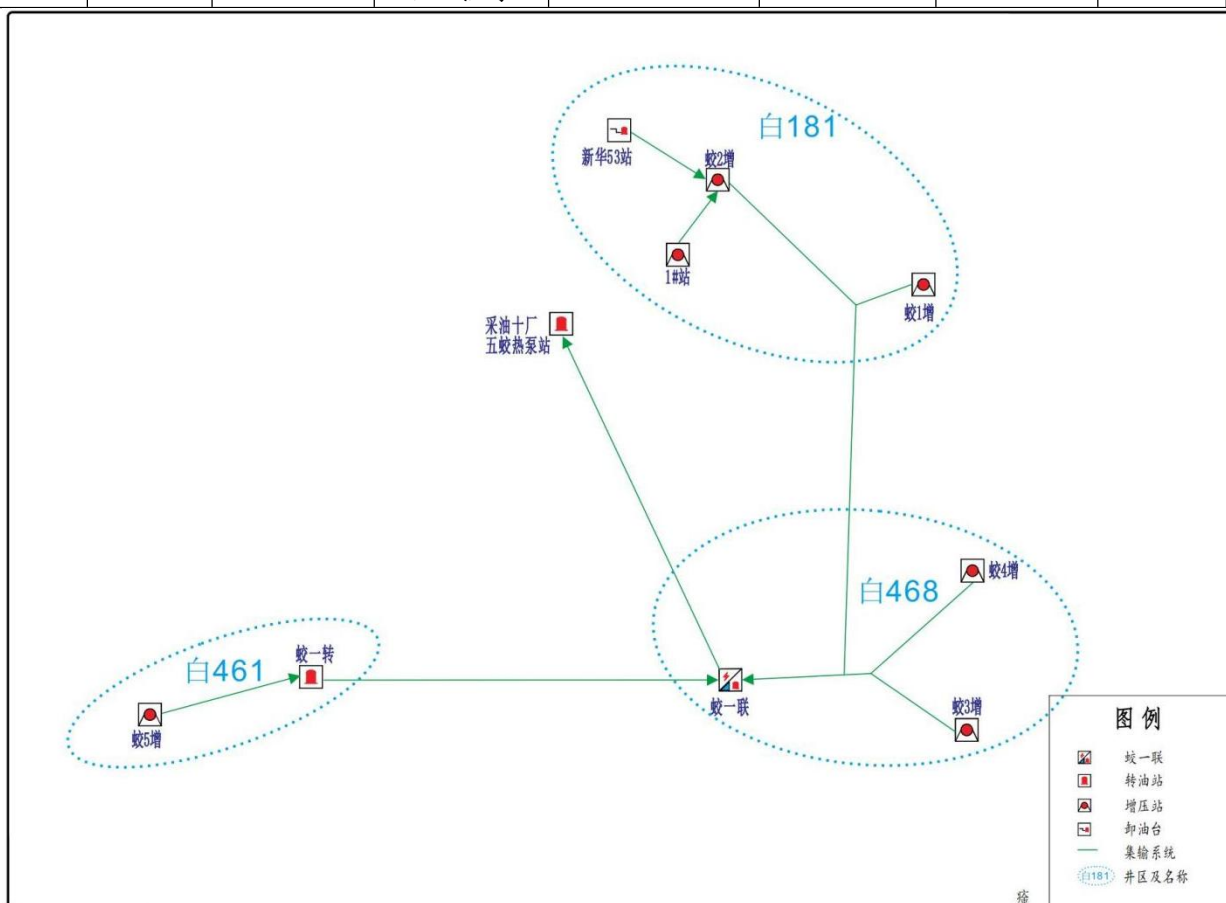 白181
新华53站
蛟2增
1#站
蛟1增
采油十厂
五蛟热泵站
白468
蛟4增
白461
蛟一转
蛟5增
蛟一联
蛟3增
图例
蛟一联
转油站
增压站
卸油台
集输系统
白181
井区及名称